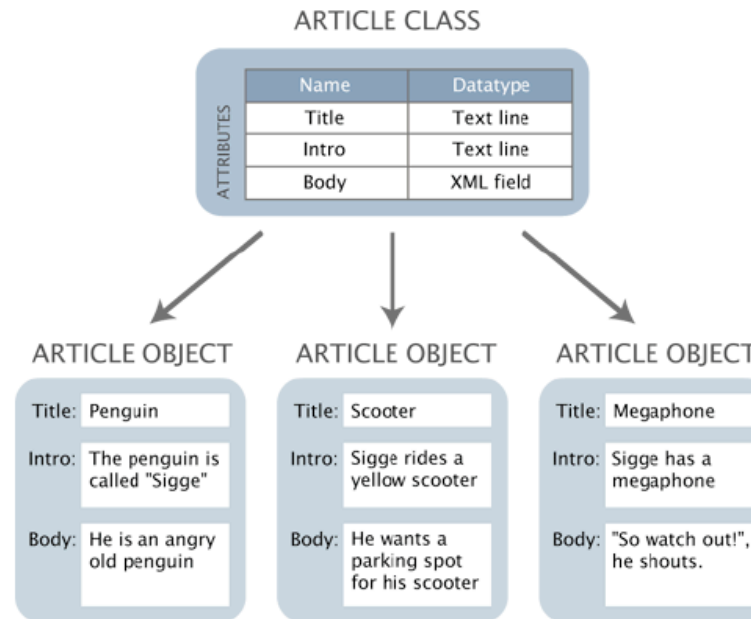 ARTICLE CLASS
ATTRIBUTES
Name Datatype
Title Text line
Intro Text line
Body XML field
ARTICLE OBJECT
Title: Penguin
Intro: The penguin is
called "Sigge"
Body: He is an angry
old penguin
ARTICLE OBJECT
Title: Scooter
Intro: Sigge rides a
yellow scooter
Body: He wants a
parking spot
for his scooter
ARTICLE OBJECT
Title: Megaphone
Intro: Sigge has a
megaphone
Body: "So watch out!",
he shouts.